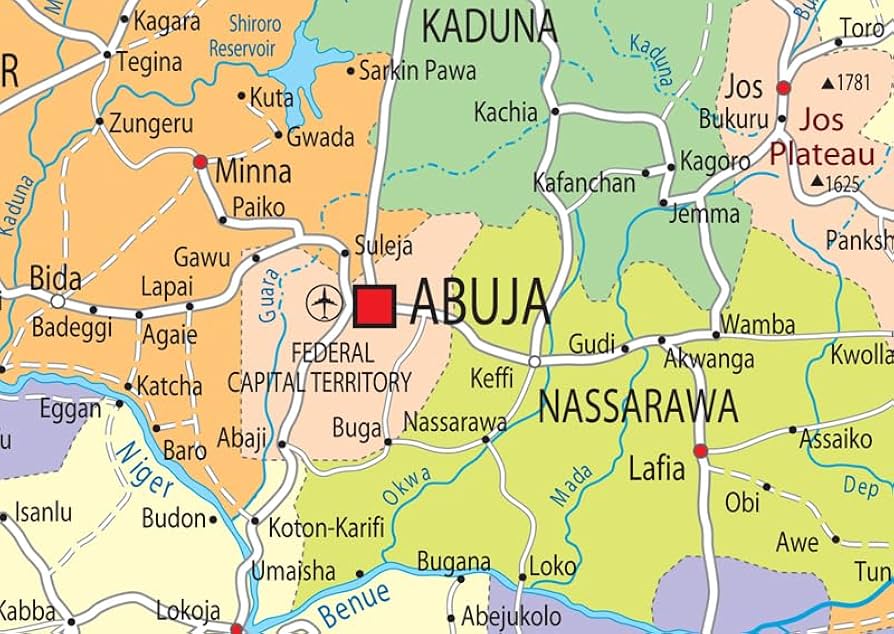 Kagara
Shiroro
Reservoir
KADUNA
Toro
Tegina
R
Sarkin Pawa
Kaduna
Kuta
Jos
1781
Zungeru
Gwada
Kachia
Bukuru
Jos
Plateau
Minna
Kagoro
Kaduna
Kafanchan
1625
Paiko
Jemma
Suleja
Panksh
Gawu
Bida
Lapai
Guara
ABUJA
Badeggi
Agaie
Wamba
FEDERAL
CAPITAL TERRITORY
Gudi
Akwanga
Kwolla
Keffi
Katcha
Eggan
NASSARAWA
Baro
Abaji
Buga
Nassarawa
Assaiko
u
Niger
Okwa
Mada
Lafia
Dep
Isanlu
Budon
Koton-Karifi
Obi
Awe
Umaisha
Bugana
Loko
Tun
Kabba
Lokoja
Benue
Abejukolo